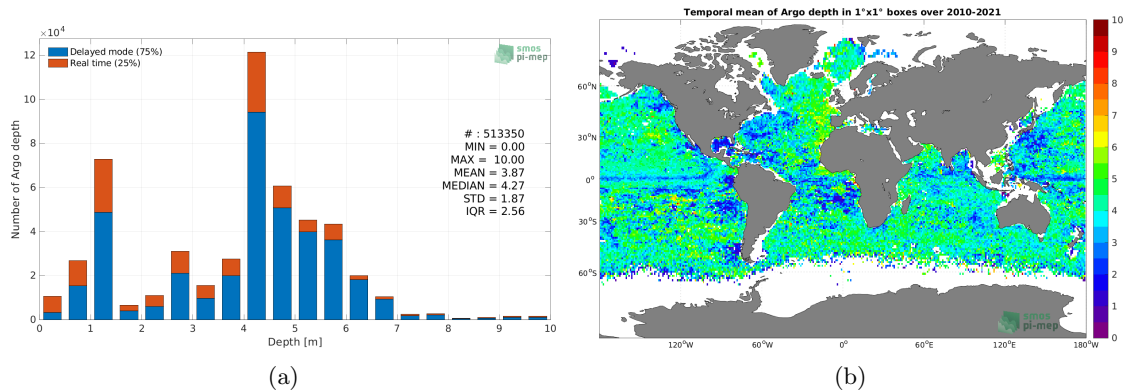 ×10⁴
12
10
8
6
4
2
0
Number of Argo depth
Delayed mode (75%)
Real time (25%)
smos
pi-mep
# : 513350
MIN = 0.00
MAX = 10.00
MEAN = 3.87
MEDIAN = 4.27
STD = 1.87
IQR = 2.56
0 1 2 3 4 5 6 7 8 9 10
Depth [m]
(a)
Temporal mean of Argo depth in 1°x1° boxes over 2010-2021
60°N
30°N
0°
30°S
60°S
120°W 60°W 0° 60°E 120°E 180°W
smos
pi-mep
10
9
8
7
6
5
4
3
2
1
0
(b)